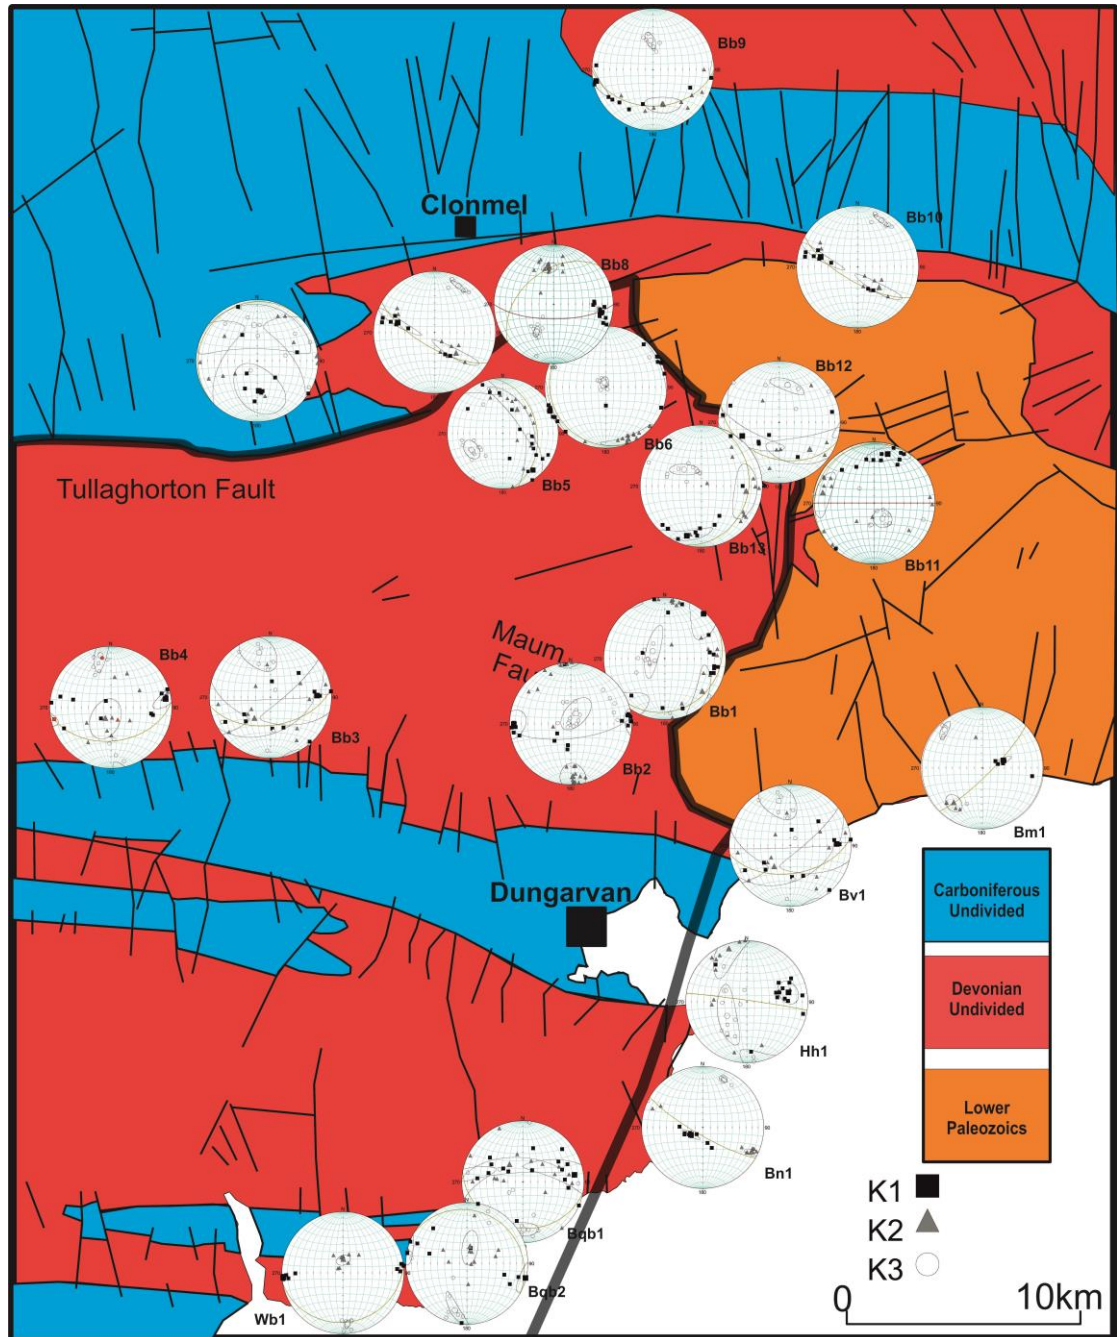 Bb9
Clonmel
Bb10
Bb8
Bb12
Bb6
Bb5
Tullaghorton Fault
Bb13
Bb11
Maum
Fau
Bb4
Bb3
Bb1
Bb2
Bm1
Bv1
Dungarvan
Carboniferous
Undivided
Devonian
Undivided
Lower
Paleozoics
Hh1
Bn1
K1
K2
K3
Bqb1
Bqb2
Wb1
0 10km